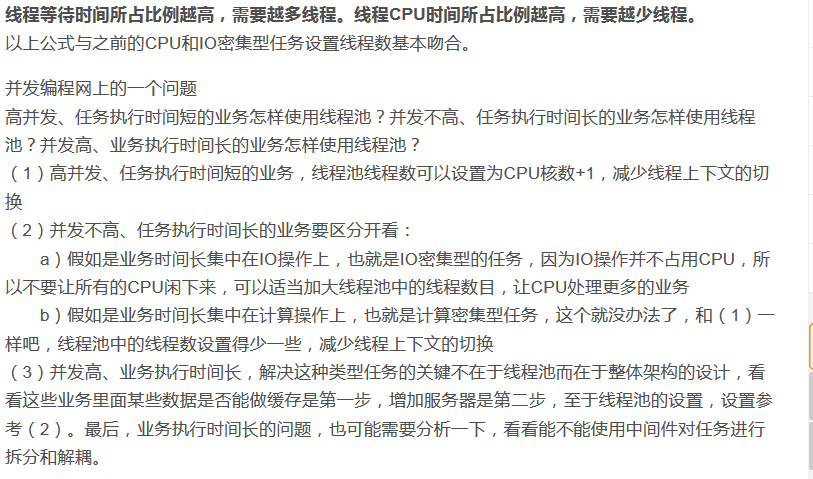 线程等待时间所占比例越高，需要越多线程。线程CPU时间所占比例越高，需要越少线程。
以上公式与之前的CPU和IO密集型任务设置线程数基本吻合。
并发编程网上的一个问题
高并发、任务执行时间短的业务怎样使用线程池？并发不高、任务执行时间长的业务怎样使用线程
池？并发高、业务执行时间长的业务怎样使用线程池？
（1）高并发、任务执行时间短的业务，线程池线程数可以设置为CPU核数+1，减少线程上下文的切
换
（2）并发不高、任务执行时间长的业务要区分开看：
a）假如是业务时间长集中在IO操作上，也就是IO密集型的任务，因为IO操作并不占用CPU，所
以不要让所有的CPU闲下来，可以适当加大线程池中的线程数目，让CPU处理更多的业务
b）假如是业务时间长集中在计算操作上，也就是计算密集型任务，这个就没办法了，和（1）一
样吧，线程池中的线程数设置得少一些，减少线程上下文的切换
（3）并发高、业务执行时间长，解决这种类型任务的关键不在于线程池而在于整体架构的设计，看
看这些业务里面某些数据是否能做缓存是第一步，增加服务器是第二步，至于线程池的设置，设置参
考（2）。最后，业务执行时间长的问题，也可能需要分析一下，看看能不能使用中间件对任务进行
拆分和解耦。